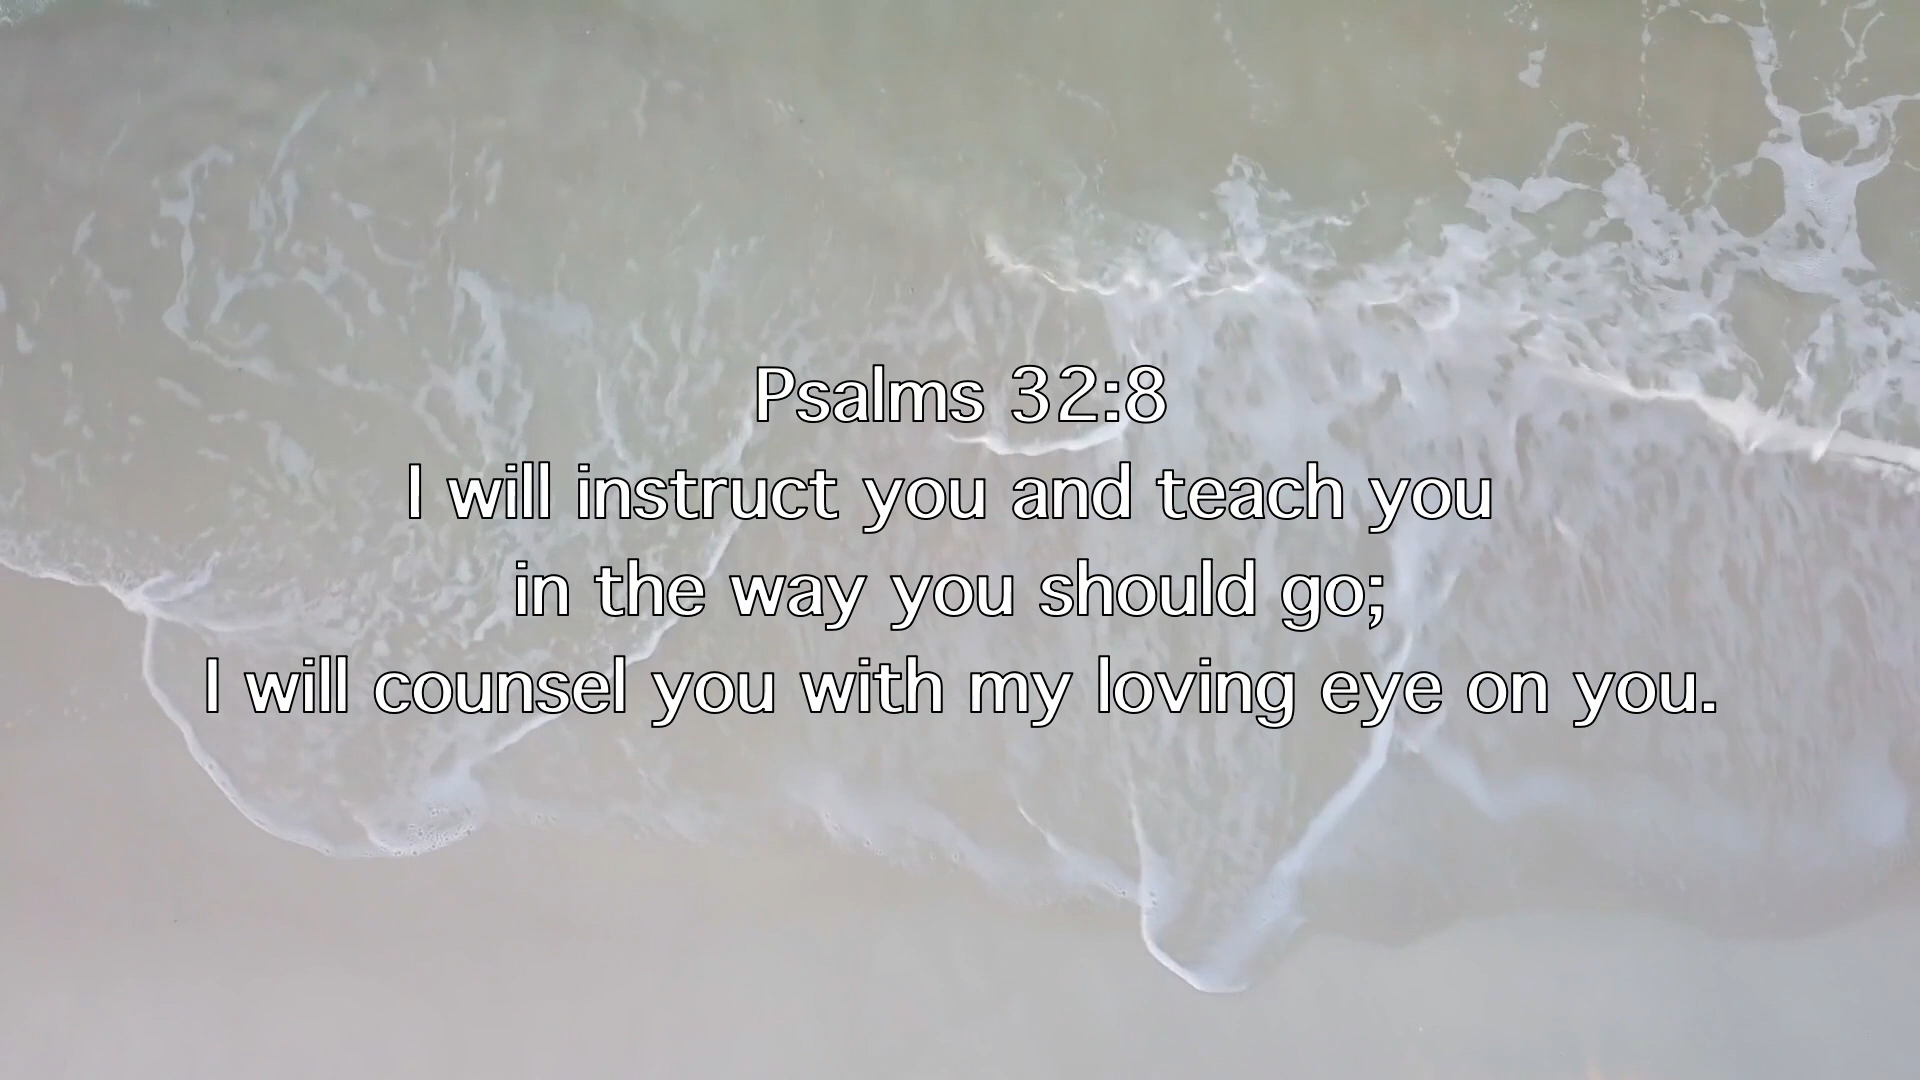 Psalms 32:8
I will instruct you and teach you
in the way you should go;
I will counsel you with my loving eye on you.